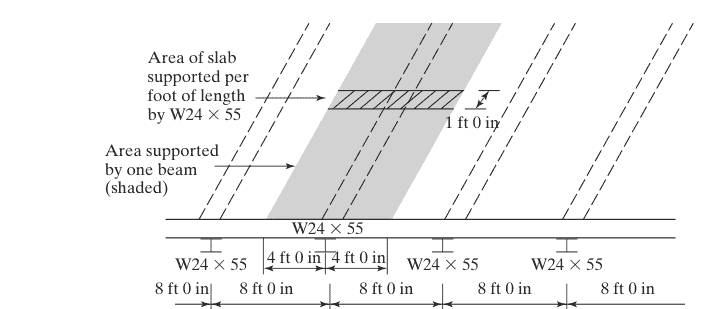 Area of slab
supported per
foot of length
by W24 × 55
1 ft 0 in
Area supported
by one beam
(shaded)
W24 × 55
W24 × 55
4 ft 0 in
4 ft 0 in
W24 × 55
W24 × 55
8 ft 0 in
8 ft 0 in
8 ft 0 in
8 ft 0 in
8 ft 0 in